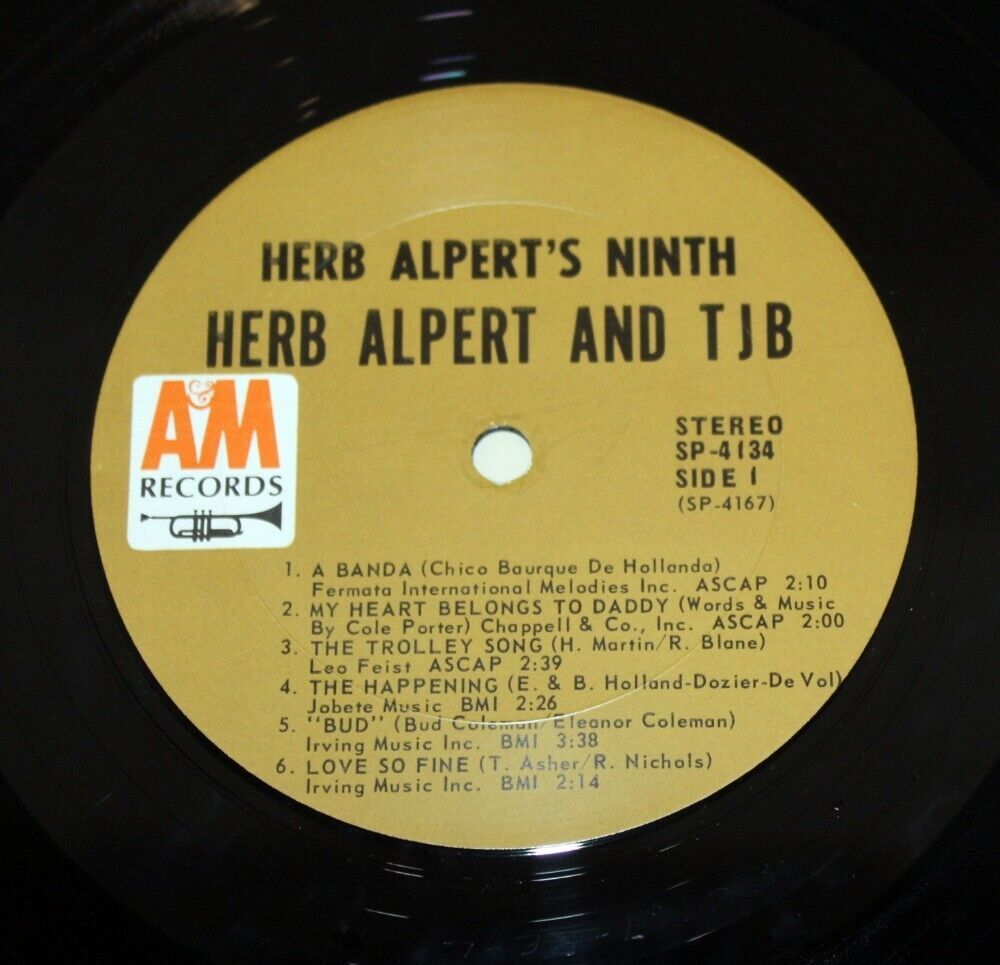 HERB ALPERT'S NINTH
HERB ALPERT AND TJB
A&M
RECORDS
STEREO
SP-4134
SIDE 1
(SP-4167)
1. A BANDA (Chico Baurque De Hollanda)
Fermata International Melodies Inc. ASCAP 2:10
2. MY HEART BELONGS TO DADDY (Words & Music
By Cole Porter) Chappell & Co., Inc. ASCAP 2:00
3. THE TROLLEY SONG (H. Martin/R. Blane)
Leo Feist ASCAP 2:39
4. THE HAPPENING (E. & B. Holland-Dozier-De Vol)
Jobete Music BMI 2:26
5. "BUD" (Bud Coleman/Eleanor Coleman)
Irving Music Inc. BMI 3:38
6. LOVE SO FINE (T. Asher/R. Nichols)
Irving Music Inc. BMI 2:14